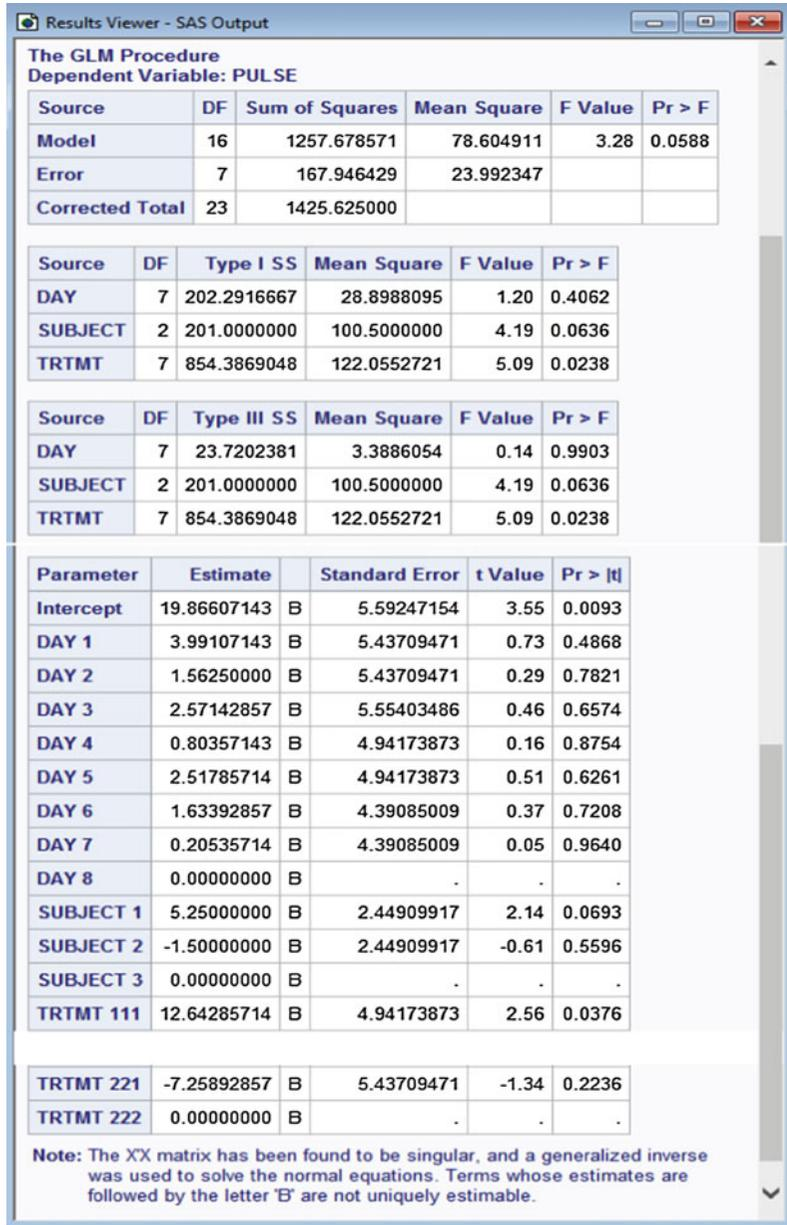 Results Viewer - SAS Output
The GLM Procedure
Dependent Variable: PULSE
Source DF Sum of Squares Mean Square F Value Pr > F
Model 16 1257.678571 78.604911 3.28 0.0588
Error 7 167.946429 23.992347
Corrected Total 23 1425.625000
Source DF Type I SS Mean Square F Value Pr > F
DAY 7 202.2916667 28.8988095 1.20 0.4062
SUBJECT 2 201.0000000 100.5000000 4.19 0.0636
TRTMT 7 854.3869048 122.0552721 5.09 0.0238
Source DF Type III SS Mean Square F Value Pr > F
DAY 7 23.7202381 3.3886054 0.14 0.9903
SUBJECT 2 201.0000000 100.5000000 4.19 0.0636
TRTMT 7 854.3869048 122.0552721 5.09 0.0238
Parameter Estimate Standard Error t Value Pr > |t|
Intercept 19.86607143 B 5.59247154 3.55 0.0093
DAY 1 3.99107143 B 5.43709471 0.73 0.4868
DAY 2 1.56250000 B 5.43709471 0.29 0.7821
DAY 3 2.57142857 B 5.55403486 0.46 0.6574
DAY 4 0.80357143 B 4.94173873 0.16 0.8754
DAY 5 2.51785714 B 4.94173873 0.51 0.6261
DAY 6 1.63392857 B 4.39085009 0.37 0.7208
DAY 7 0.20535714 B 4.39085009 0.05 0.9640
DAY 8 0.00000000 B . . .
SUBJECT 1 5.25000000 B 2.44909917 2.14 0.0693
SUBJECT 2 -1.50000000 B 2.44909917 -0.61 0.5596
SUBJECT 3 0.00000000 B . . .
TRTMT 111 12.64285714 B 4.94173873 2.56 0.0376
TRTMT 221 -7.25892857 B 5.43709471 -1.34 0.2236
TRTMT 222 0.00000000 B . . .
Note: The X'X matrix has been found to be singular, and a generalized inverse
was used to solve the normal equations. Terms whose estimates are
followed by the letter 'B' are not uniquely estimable.